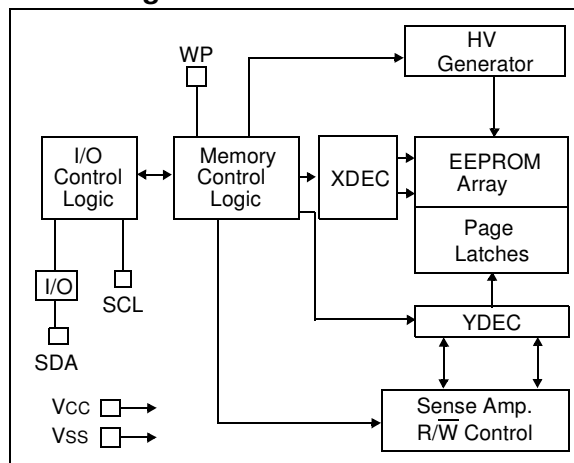 WP
HV
Generator
I/O
Control
Logic
Memory
Control
Logic
XDEC
EEPROM
Array
Page
Latches
I/O
SCL
SDA
YDEC
VCC
VSS
Sense Amp.
R/W̅ Control